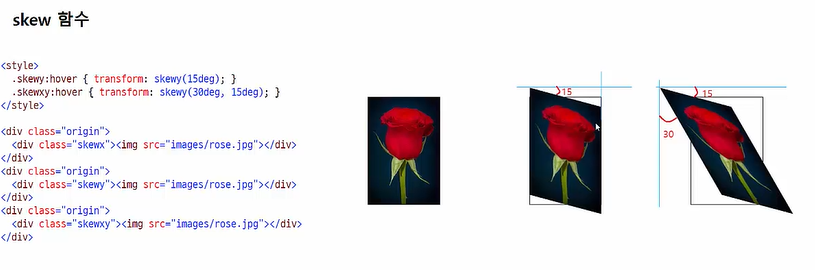 skew 함수
<style>
.skewy:hover { transform: skewy(15deg); }
.skewxy:hover { transform: skewy(30deg, 15deg); }
</style>
<div class="origin">
<div class="skewx"><img src="images/rose.jpg"></div>
</div>
<div class="origin">
<div class="skewy"><img src="images/rose.jpg"></div>
</div>
<div class="origin">
<div class="skewxy"><img src="images/rose.jpg"></div>
</div>
15
15
30